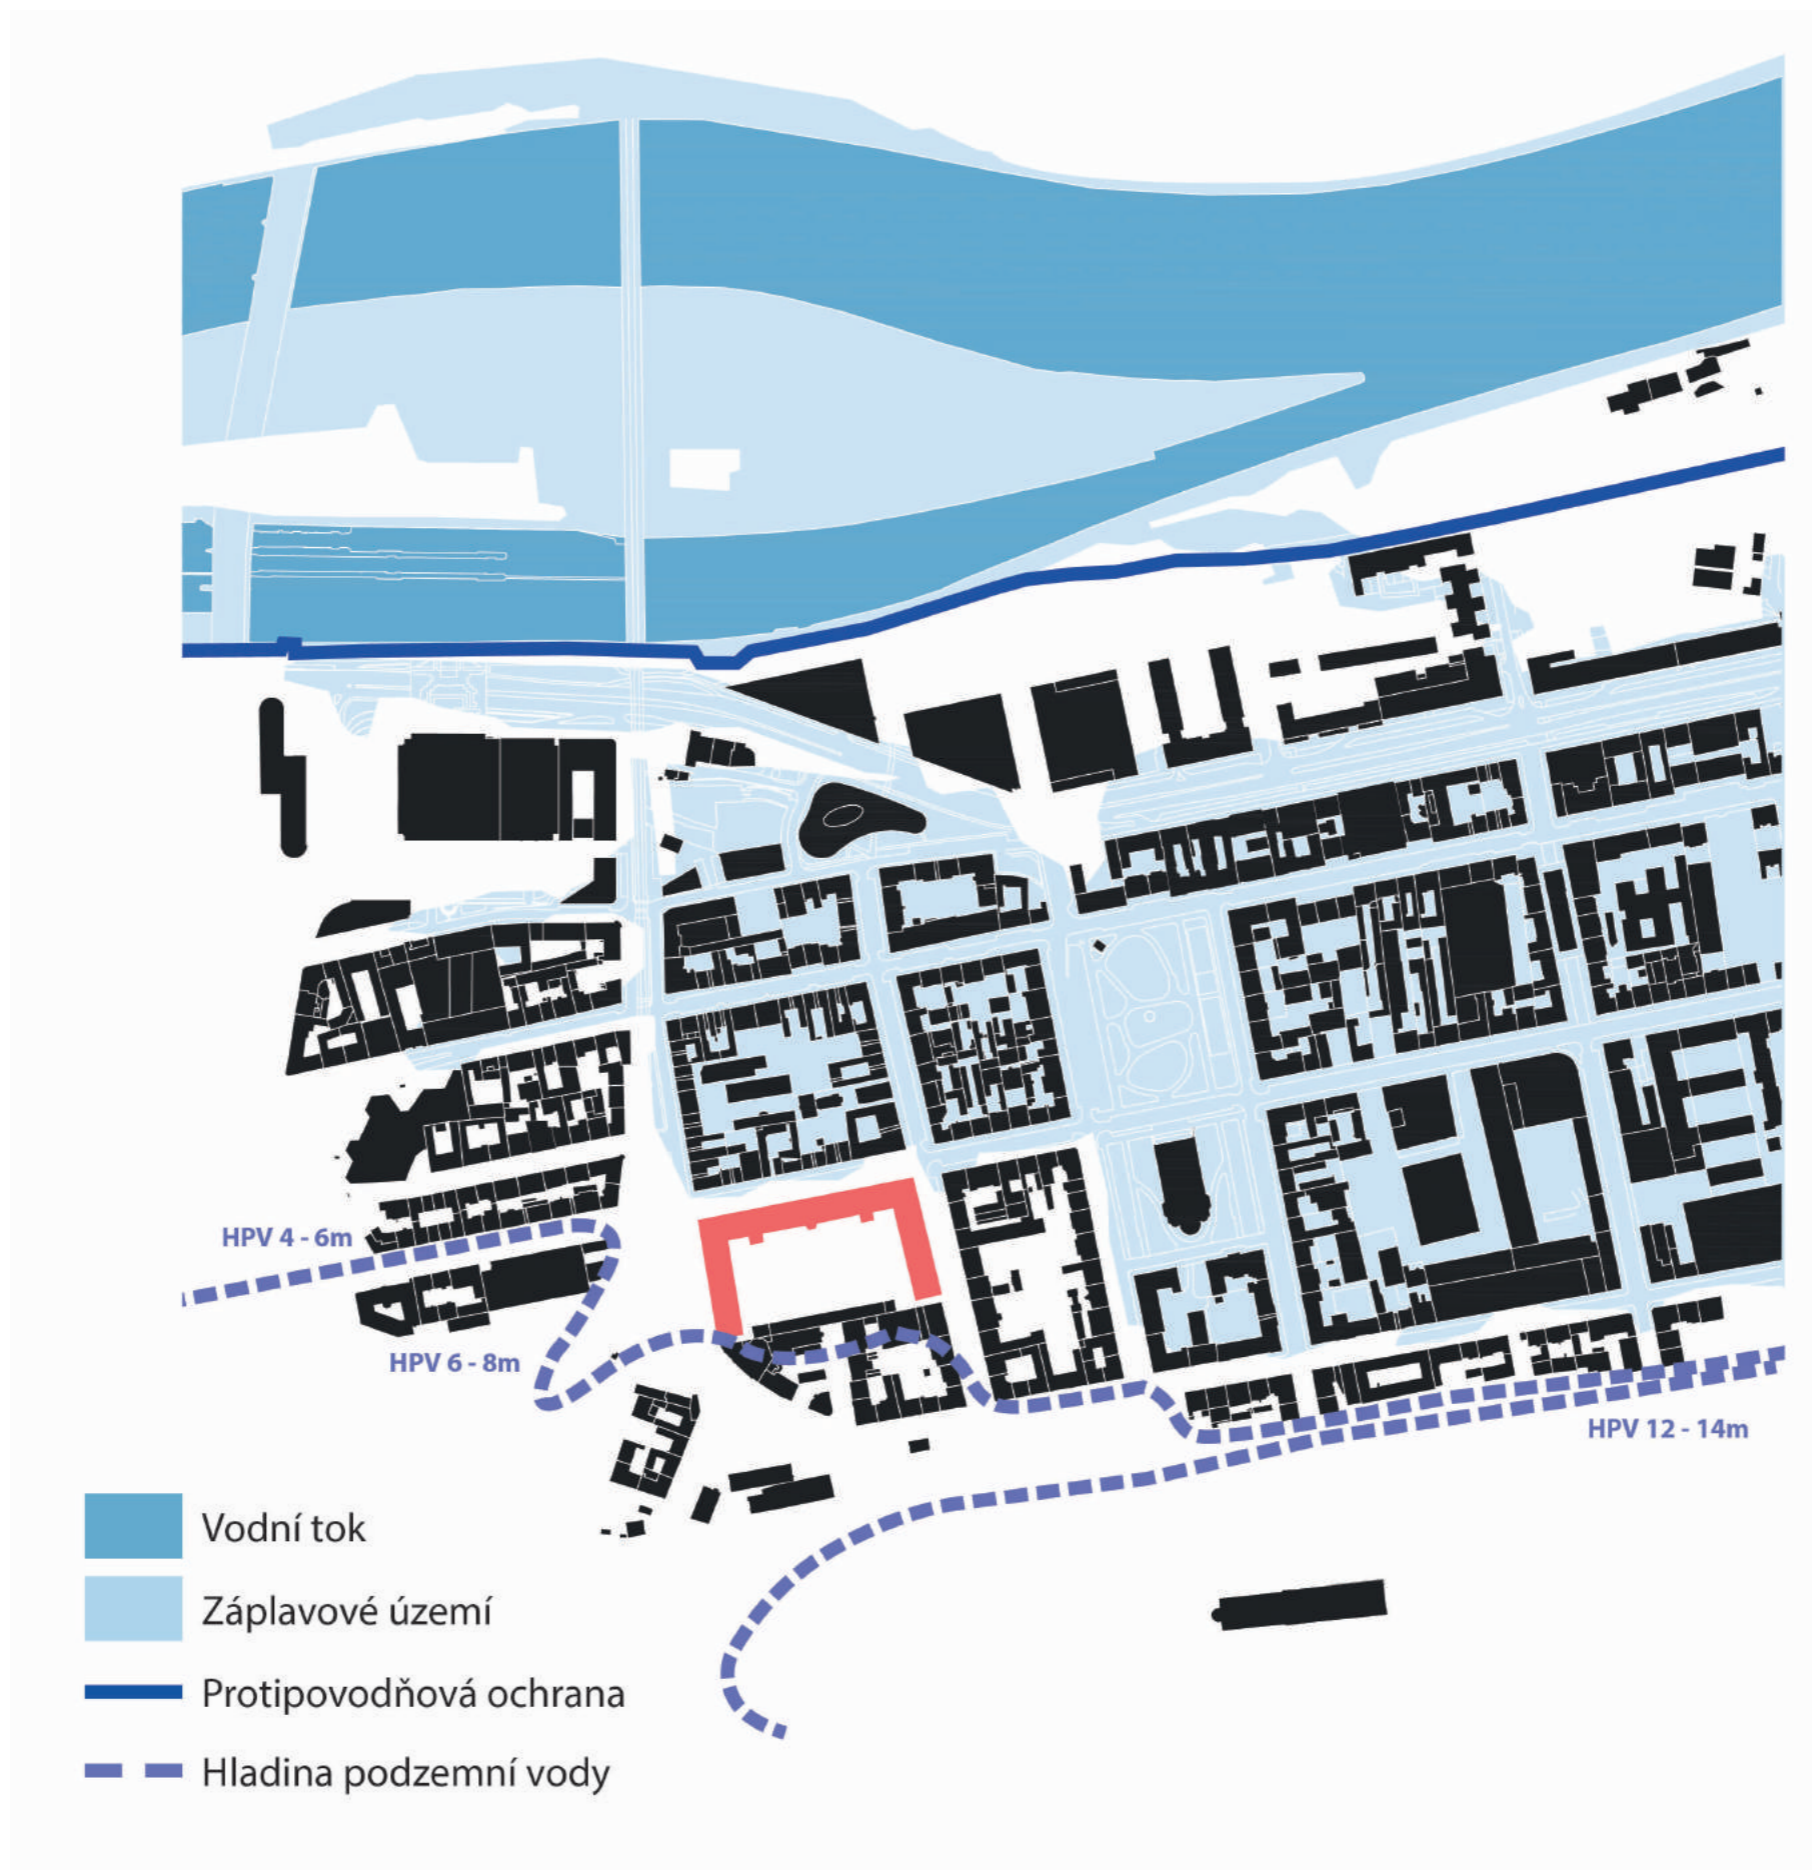 HPV 4 - 6m
HPV 6 - 8m
HPV 12 - 14m
Vodní tok
Záplavové území
Protipovodňová ochrana
Hladina podzemní vody